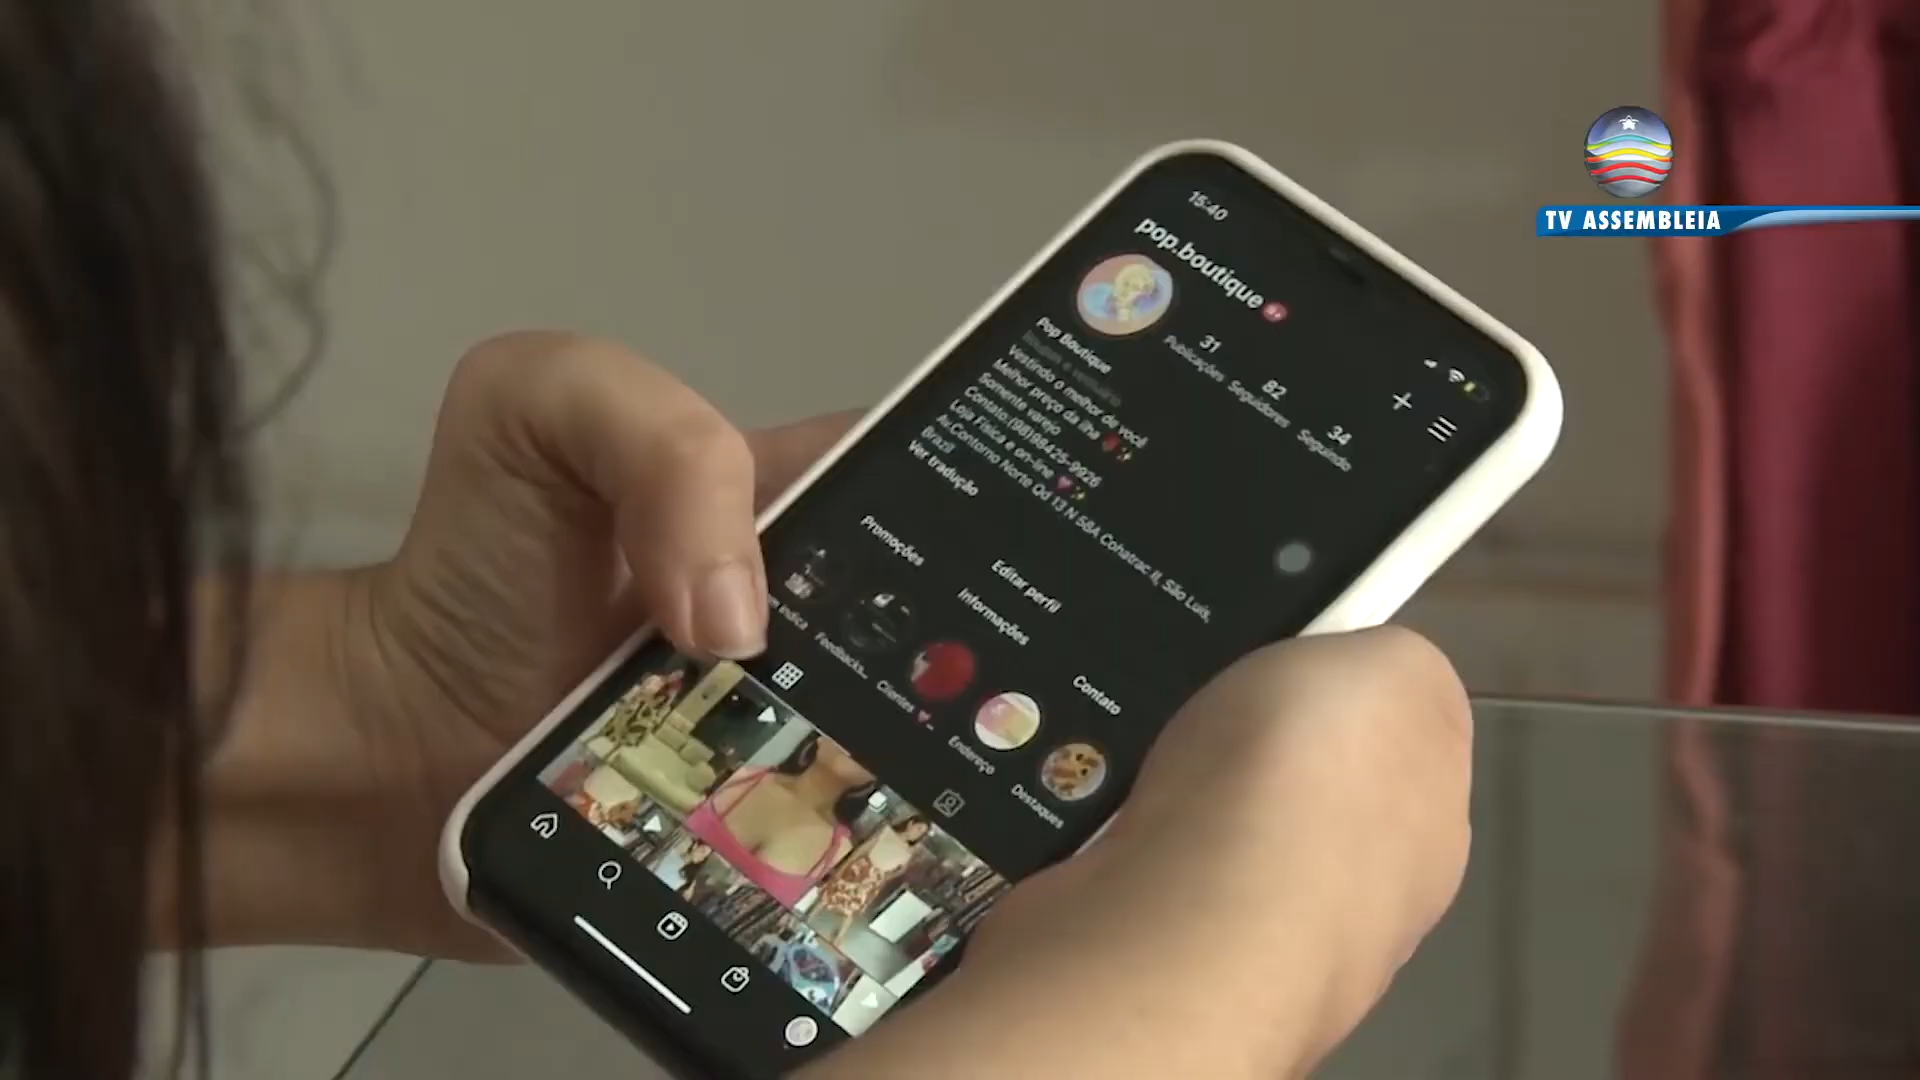 TV ASSEMBLEIA
15:40
pop.boutique
31
Publicações
82
Seguidores
34
Seguindo
Pop Boutique
Vestindo o melhor de você
Melhor preço da ilha
Somente varejo
Contato:(98)98425-9926
Loja Física e on-line
Av.Contorno Norte Qd 13 N 58A Cohatrac II, São Luís,
Brazil
Ver tradução
Editar perfil
Promoções
Informações
Contato
indica
Feedbacks...
Clientes
Endereço
Destaques